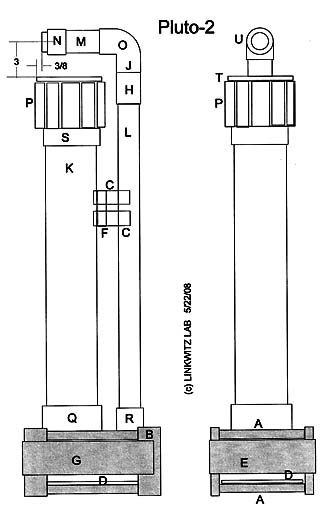 Pluto-2
N M O
U
3
3/8
J
T
H
P
P
L
S
K
C
F C
(c) LINKWITZ LAB 5/22/08
Q
R
A
B
G
E
D
D
A